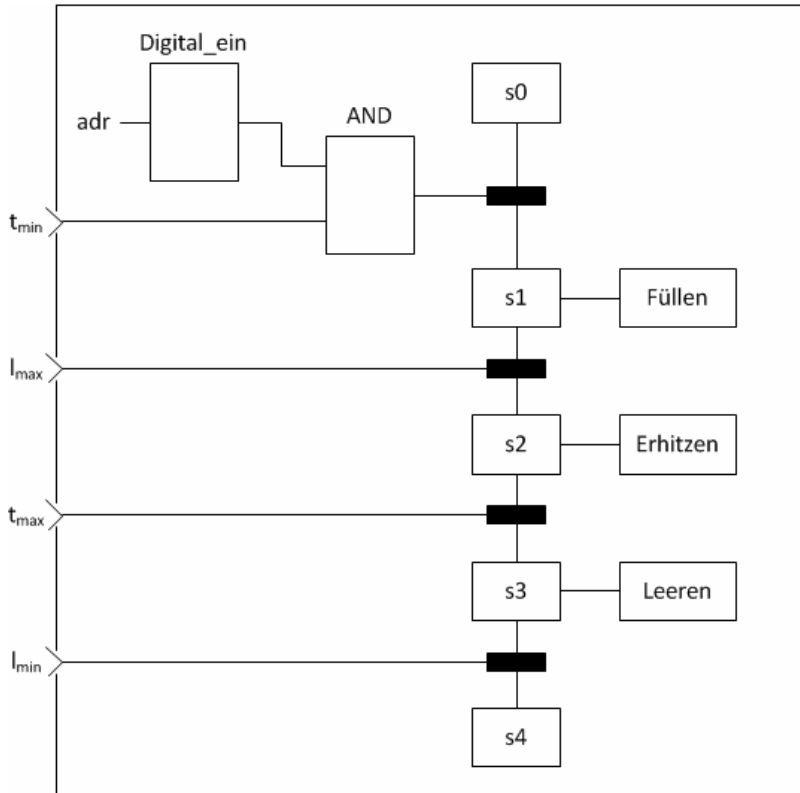 Digital_ein
s0
adr
AND
tmin
s1
Füllen
lmax
s2
Erhitzen
tmax
s3
Leeren
lmin
s4